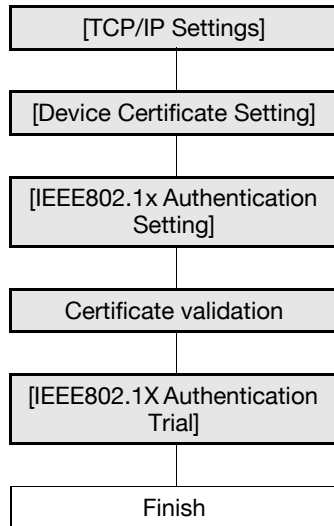 [TCP/IP Settings]
[Device Certificate Setting]
[IEEE802.1x Authentication
Setting]
Certificate validation
[IEEE802.1X Authentication
Trial]
Finish